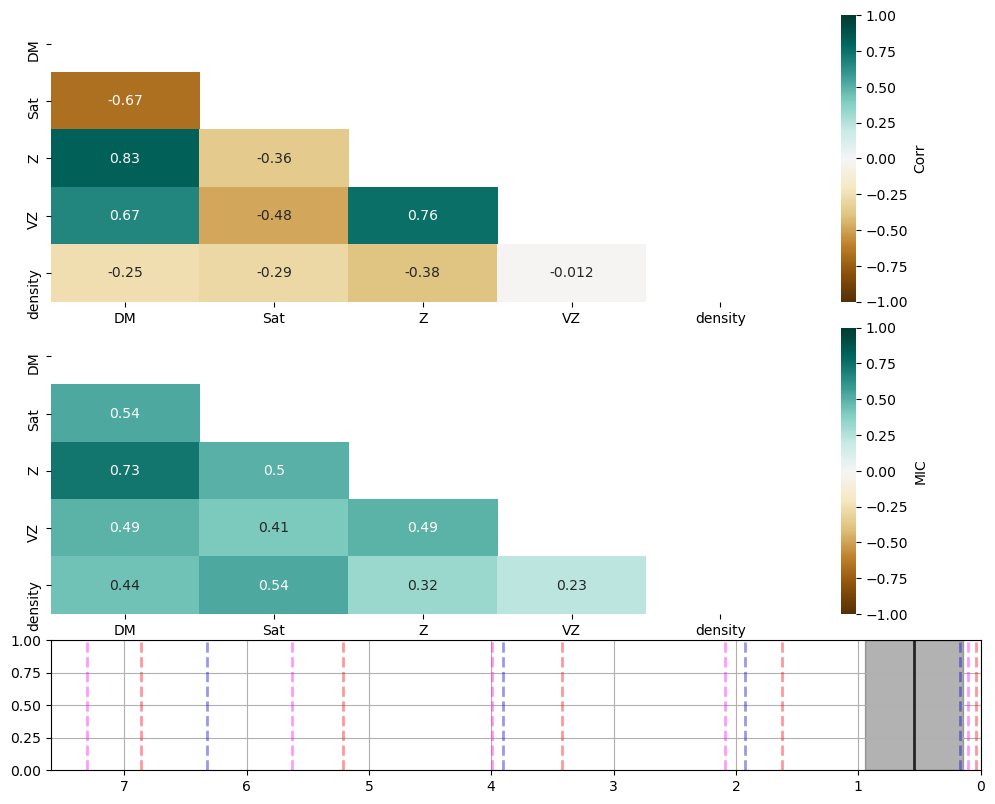 DM
Sat -0.67
Z 0.83 -0.36
VZ 0.67 -0.48 0.76
density -0.25 -0.29 -0.38 -0.012
DM Sat Z VZ density
1.00
0.75
0.50
0.25
0.00
−0.25
−0.50
−0.75
−1.00
Corr
DM
Sat 0.54
Z 0.73 0.5
VZ 0.49 0.41 0.49
density 0.44 0.54 0.32 0.23
DM Sat Z VZ density
1.00
0.75
0.50
0.25
0.00
−0.25
−0.50
−0.75
−1.00
MIC
1.00
0.75
0.50
0.25
0.00
7 6 5 4 3 2 1 0